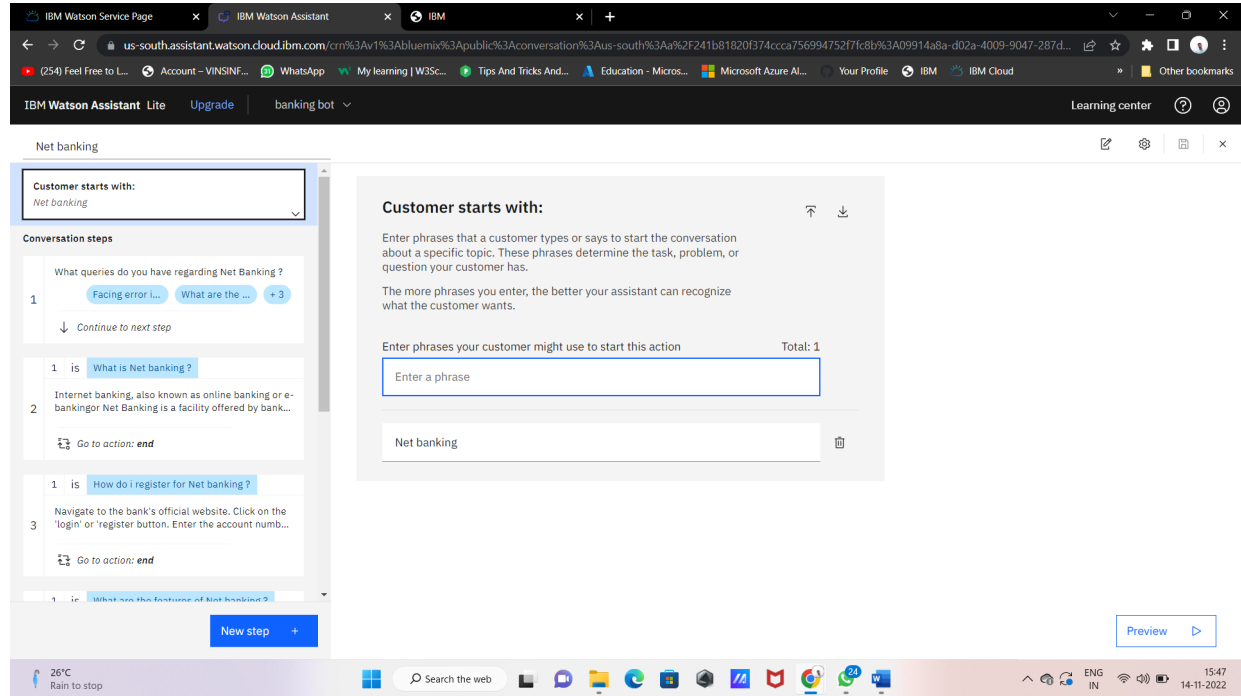 IBM Watson Service Page
IBM Watson Assistant
IBM
us-south.assistant.watson.cloud.ibm.com/crn%3Av1%3Abluemix%3Apublic%3Aconversation%3Aus-south%3Aa%2F241b81820f374ccca756994752f7fc8b%3A09914a8a-d02a-4009-9047-287d...
(254) Feel Free to L...
Account – VINSINF...
WhatsApp
My learning | W3Sc...
Tips And Tricks And...
Education - Micros...
Microsoft Azure AI...
Your Profile
IBM
IBM Cloud
»
Other bookmarks
IBM Watson Assistant Lite
Upgrade
banking bot
Learning center
Net banking
Customer starts with:
Net banking
Conversation steps
1
What queries do you have regarding Net Banking ?
Facing error i...
What are the ...
+ 3
Continue to next step
2
1 is What is Net banking ?
Internet banking, also known as online banking or e-
bankingor Net Banking is a facility offered by bank...
Go to action: end
3
1 is How do i register for Net banking ?
Navigate to the bank's official website. Click on the
'login' or 'register button. Enter the account numb...
Go to action: end
1 is What are the features of Net banking ?
New step +
Customer starts with:
Enter phrases that a customer types or says to start the conversation
about a specific topic. These phrases determine the task, problem, or
question your customer has.
The more phrases you enter, the better your assistant can recognize
what the customer wants.
Enter phrases your customer might use to start this action
Total: 1
Enter a phrase
Net banking
Preview
26°C
Rain to stop
Search the web
24
ENG
IN
15:47
14-11-2022